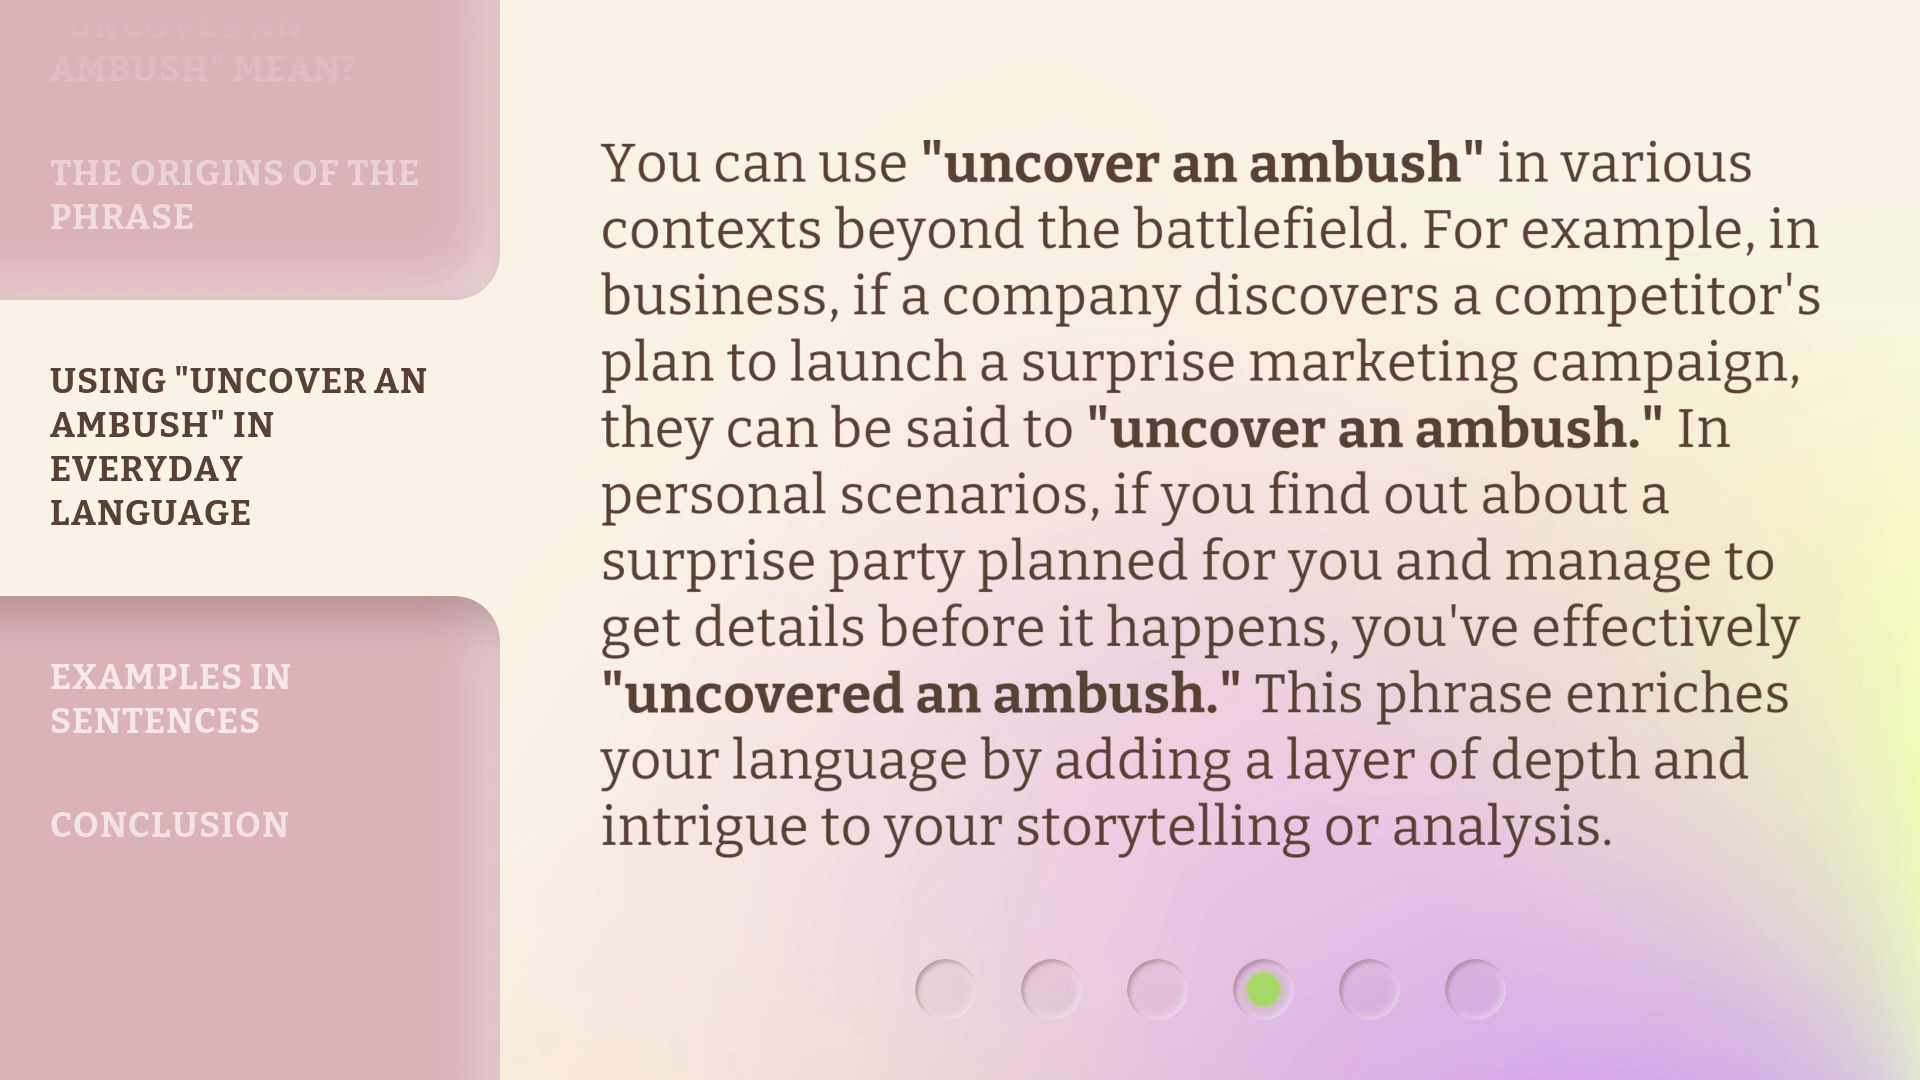 "UNCOVER AN
AMBUSH" MEAN?
THE ORIGINS OF THE
PHRASE
USING "UNCOVER AN
AMBUSH" IN
EVERYDAY
LANGUAGE
EXAMPLES IN
SENTENCES
CONCLUSION
You can use "uncover an ambush" in various
contexts beyond the battlefield. For example, in
business, if a company discovers a competitor's
plan to launch a surprise marketing campaign,
they can be said to "uncover an ambush." In
personal scenarios, if you find out about a
surprise party planned for you and manage to
get details before it happens, you've effectively
"uncovered an ambush." This phrase enriches
your language by adding a layer of depth and
intrigue to your storytelling or analysis.